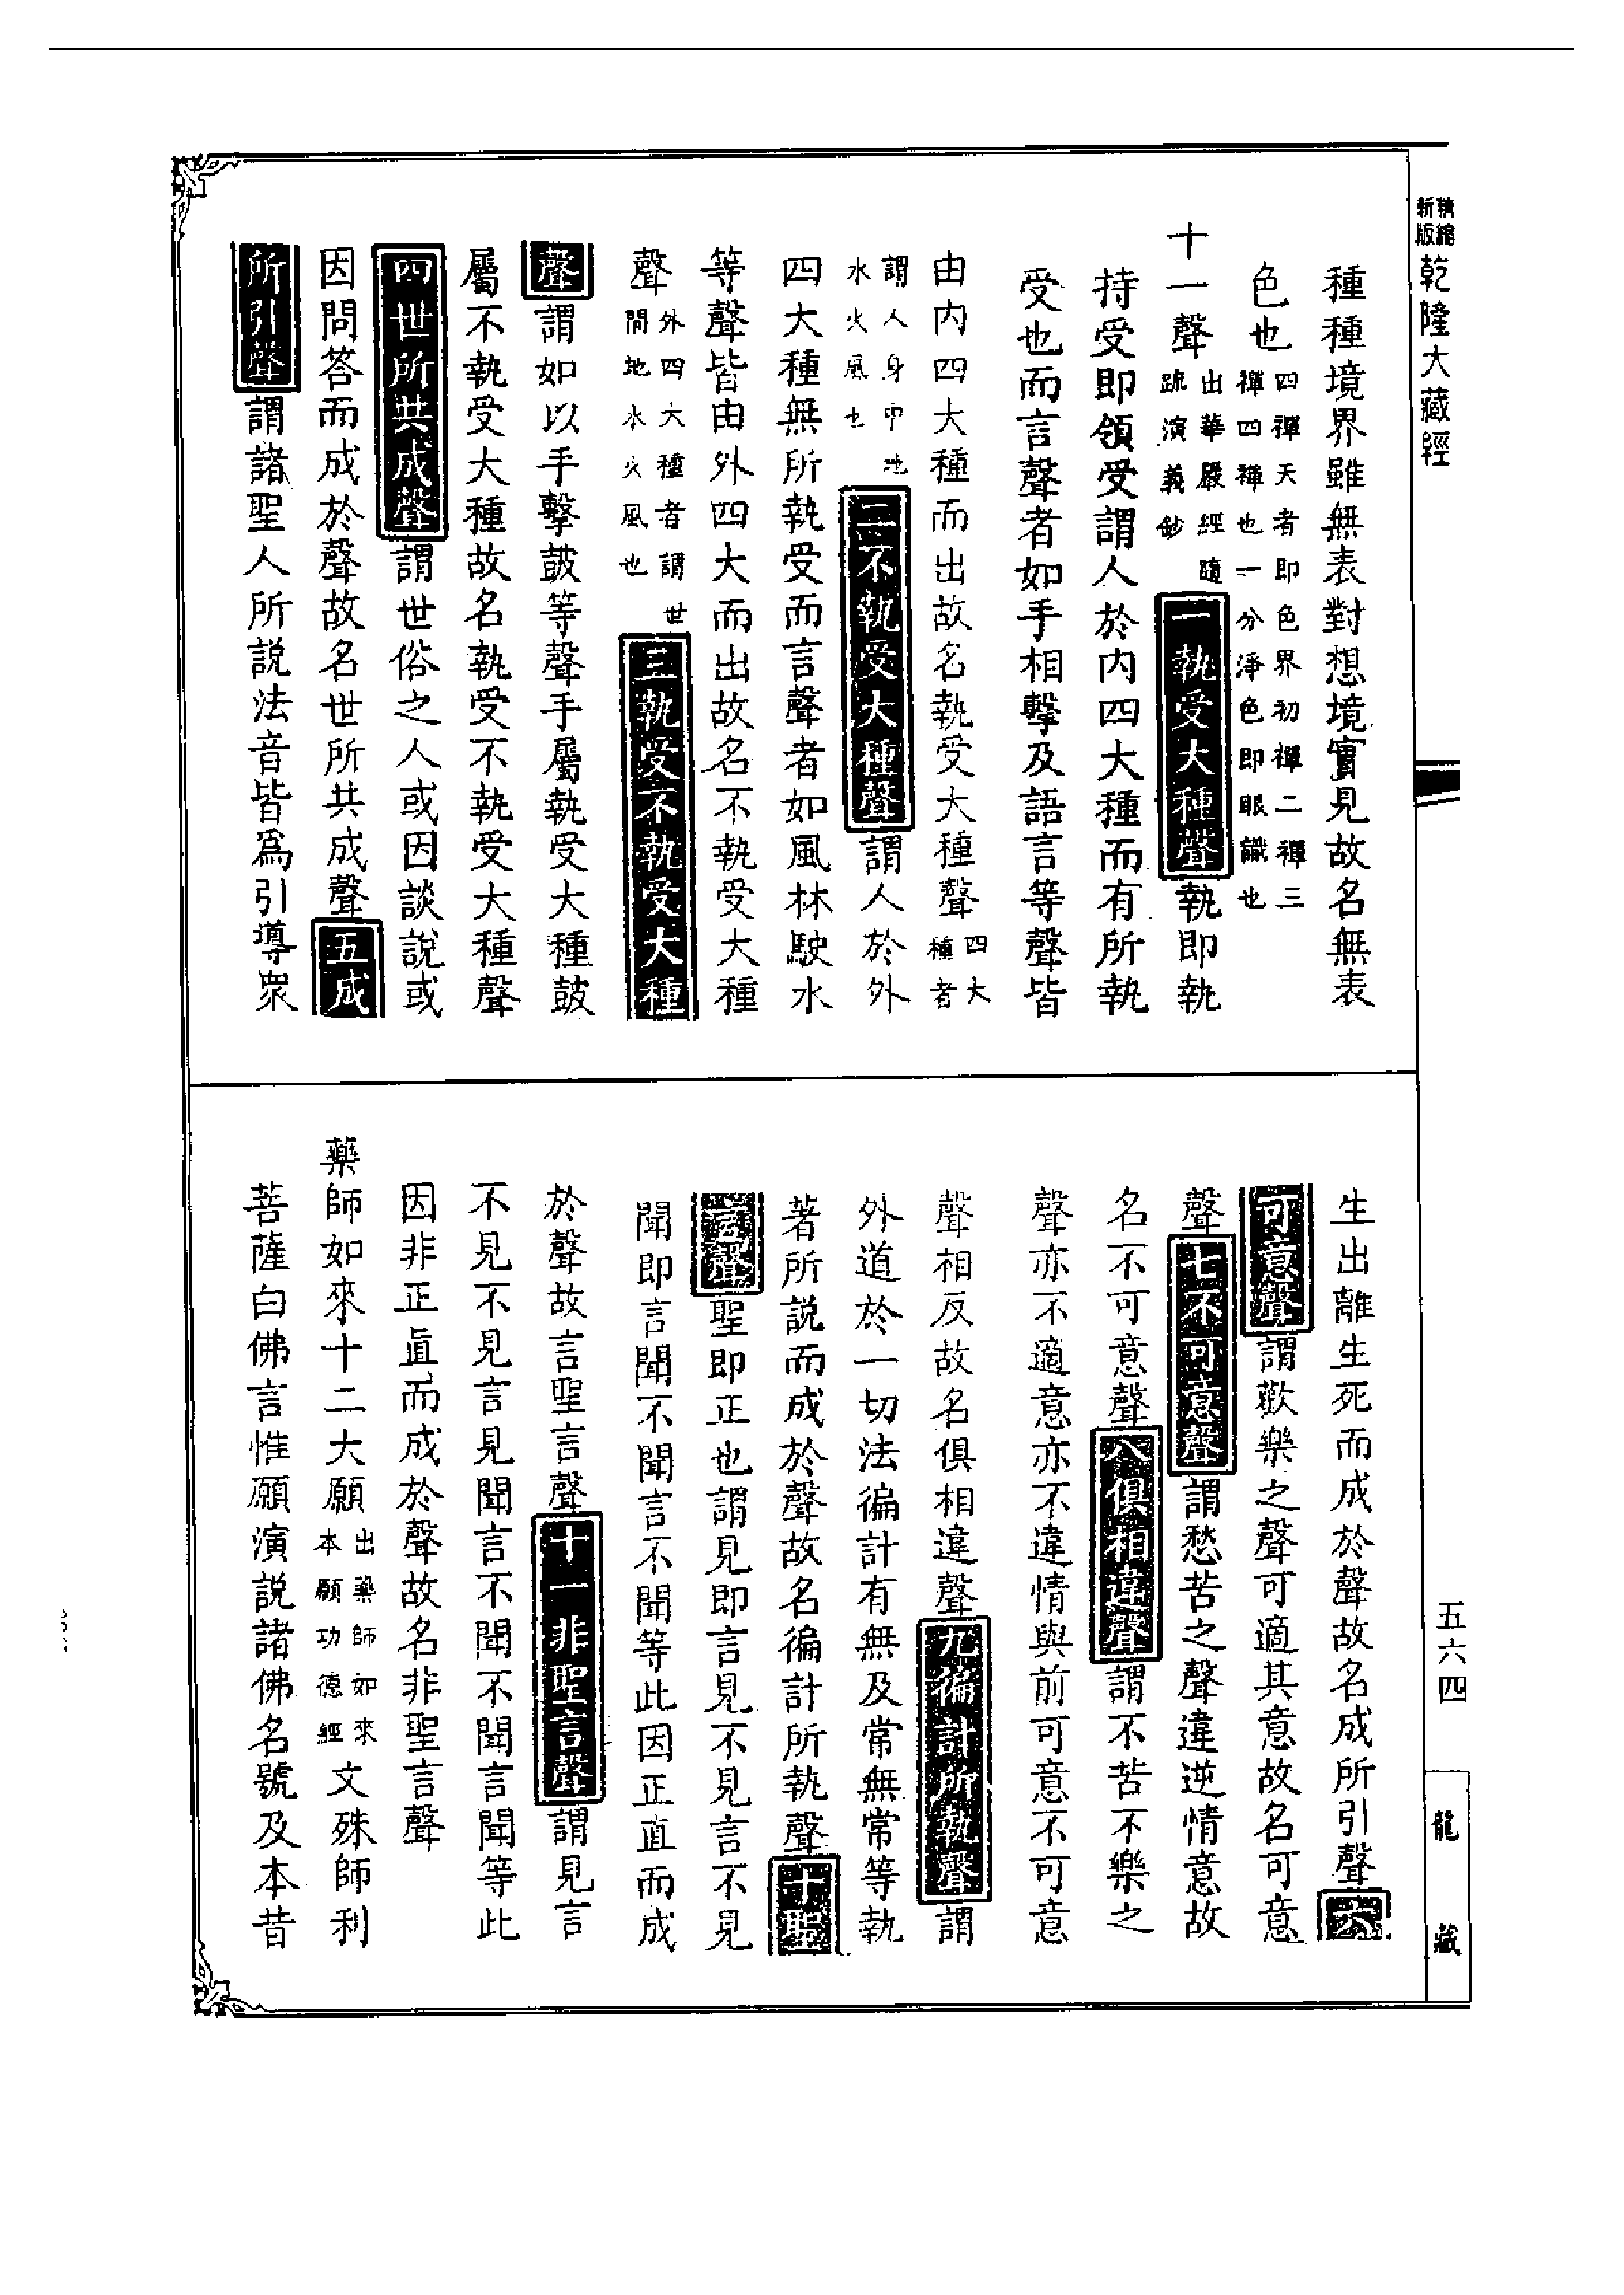 精縮新版乾隆大藏經
種種境界雖無表對想境實見故名無表
色也四禪天者即色界初禪二禪三禪四禪也一分淨色即眼識也
十一聲出華嚴經隨疏演義鈔一執受大種聲執即執
持受即領受謂人於內四大種而有所執
受也而言聲者如手相擊及語言等聲皆
由內四大種而出故名執受大種聲四大種者
謂人身中地水火風也二不執受大種聲謂人於外
四大種無所執受而言聲者如風林駛水
等聲皆由外四大而出故名不執受大種
聲外四大種者謂世間地水火風也三執受不執受大種
聲謂如以手擊鼓等聲手屬執受大種鼓
屬不執受大種故名執受不執受大種聲
四世所共成聲謂世俗之人或因談說或
因問答而成於聲故名世所共成聲五成
所引聲謂諸聖人所說法音皆爲引導衆
生出離生死而成於聲故名成所引聲六
可意聲謂歡樂之聲可適其意故名可意
聲七不可意聲謂愁苦之聲違逆情意故
名不可意聲八俱相違聲謂不苦不樂之
聲亦不適意亦不違情與前可意不可意
聲相反故名俱相違聲九徧計所執聲謂
外道於一切法徧計有無及常無常等執
著所說而成於聲故名徧計所執聲十聖
言聲聖即正也謂見即言見不見言不見
聞即言聞不聞言不聞等此因正直而成
於聲故言聖言聲十一非聖言聲謂見言
不見不見言見聞言不聞不聞言聞等此
因非正直而成於聲故名非聖言聲
藥師如來十二大願出藥師如來本願功德經文殊師利
菩薩白佛言惟願演說諸佛名號及本昔
五六四
龍藏